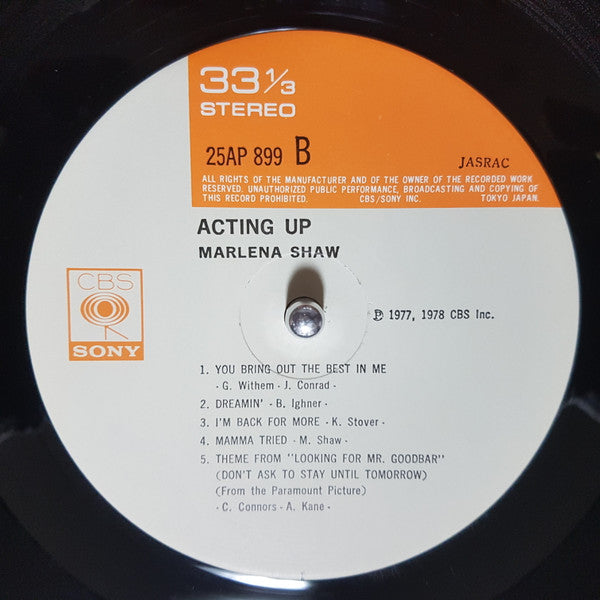 33 1/3
STEREO
25AP 899 B
JASRAC
ALL RIGHTS OF THE MANUFACTURER AND OF THE OWNER OF THE RECORDED WORK
RESERVED. UNAUTHORIZED PUBLIC PERFORMANCE, BROADCASTING AND COPYING OF
THIS RECORD PROHIBITED. CBS/SONY INC. TOKYO JAPAN.
ACTING UP
MARLENA SHAW
CBS
SONY
℗ 1977, 1978 CBS Inc.
1. YOU BRING OUT THE BEST IN ME
· G. Withem · J. Conrad ·
2. DREAMIN' · B. Ighner ·
3. I'M BACK FOR MORE · K. Stover ·
4. MAMMA TRIED · M. Shaw ·
5. THEME FROM "LOOKING FOR MR. GOODBAR"
(DON'T ASK TO STAY UNTIL TOMORROW)
(From the Paramount Picture)
· C. Connors · A. Kane ·